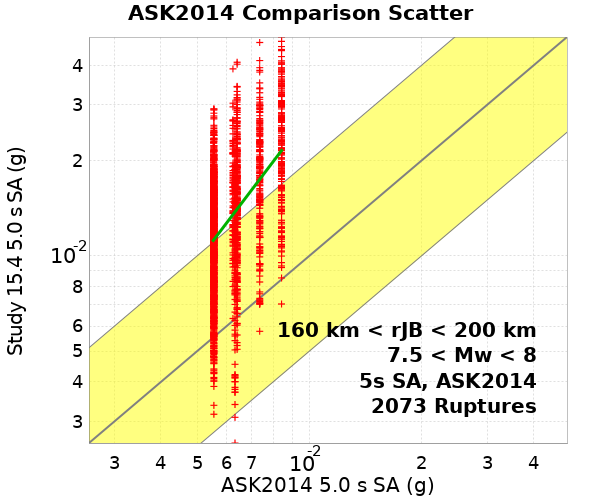 ASK2014 Comparison Scatter
Study 15.4 5.0 s SA (g)
4
3
2
10-2
8
6
5
4
3
160 km < rJB < 200 km
7.5 < Mw < 8
5s SA, ASK2014
2073 Ruptures
3 4 5 6 7 10-2 2 3 4
ASK2014 5.0 s SA (g)